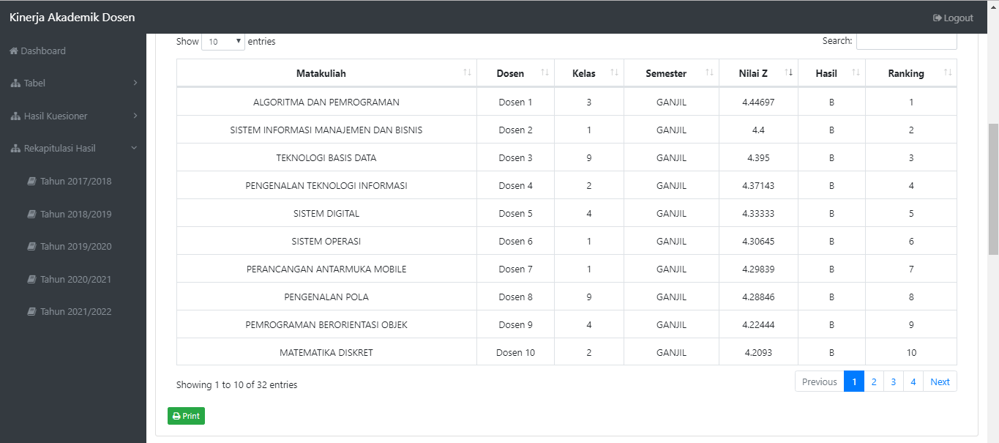 Kinerja Akademik Dosen
Logout
Dashboard
Tabel
Hasil Kuesioner
Rekapitulasi Hasil
Tahun 2017/2018
Tahun 2018/2019
Tahun 2019/2020
Tahun 2020/2021
Tahun 2021/2022
Show 10 entries
Search:
Matakuliah Dosen Kelas Semester Nilai Z Hasil Ranking
ALGORITMA DAN PEMROGRAMAN Dosen 1 3 GANJIL 4.44697 B 1
SISTEM INFORMASI MANAJEMEN DAN BISNIS Dosen 2 1 GANJIL 4.4 B 2
TEKNOLOGI BASIS DATA Dosen 3 9 GANJIL 4.395 B 3
PENGENALAN TEKNOLOGI INFORMASI Dosen 4 2 GANJIL 4.37143 B 4
SISTEM DIGITAL Dosen 5 4 GANJIL 4.33333 B 5
SISTEM OPERASI Dosen 6 1 GANJIL 4.30645 B 6
PERANCANGAN ANTARMUKA MOBILE Dosen 7 1 GANJIL 4.29839 B 7
PENGENALAN POLA Dosen 8 9 GANJIL 4.28846 B 8
PEMROGRAMAN BERORIENTASI OBJEK Dosen 9 4 GANJIL 4.22444 B 9
MATEMATIKA DISKRET Dosen 10 2 GANJIL 4.2093 B 10
Showing 1 to 10 of 32 entries
Previous 1 2 3 4 Next
Print